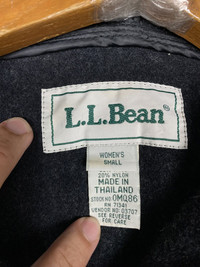 L.L.Bean®
WOMEN'S
SMALL
20% NYLON
MADE IN
THAILAND
STOCK NO. 0MQ86
RN 71341
VENDOR NO. 03707
SEE REVERSE
FOR CARE